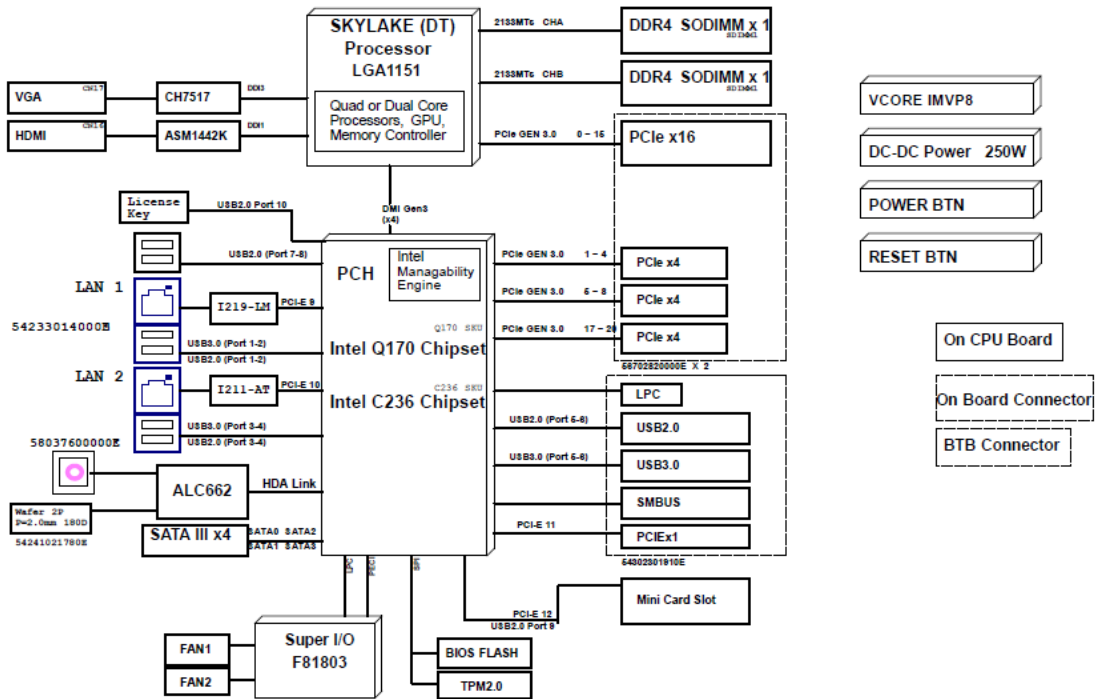 SKYLAKE (DT)
Processor
LGA1151
Quad or Dual Core
Processors, GPU,
Memory Controller
2133MTs CHA
DDR4 SODIMM x 1
SDIMM1
2133MTs CHB
DDR4 SODIMM x 1
SDIMM1
PCIe GEN 3.0 0 - 15
PCIe x16
VGA
CN17
CH7517
DDI3
HDMI
CN16
ASM1442K
DDI1
VCORE IMVP8
DC-DC Power 250W
POWER BTN
RESET BTN
DMI Gen3
(x4)
License
Key
USB2.0 Port 10
USB2.0 (Port 7-8)
PCH
Intel
Managability
Engine
PCIe GEN 3.0 1 - 4
PCIe x4
PCIe GEN 3.0 5 - 8
PCIe x4
PCIe GEN 3.0 17 - 20
PCIe x4
56702820000E X 2
LAN 1
I219-LM
PCI-E 9
54233014000E
USB3.0 (Port 1-2)
USB2.0 (Port 1-2)
Q170 SKU
Intel Q170 Chipset
C236 SKU
Intel C236 Chipset
LAN 2
I211-AT
PCI-E 10
USB3.0 (Port 3-4)
USB2.0 (Port 3-4)
58037600000E
ALC662
HDA Link
Wafer 2P
P=2.0mm 180D
54241021780E
SATA III x4
SATA0 SATA2
SATA1 SATA3
LPC
USB2.0 (Port 5-6)
USB2.0
USB3.0 (Port 5-6)
USB3.0
SMBUS
PCI-E 11
PCIEx1
54302301910E
On CPU Board
On Board Connector
BTB Connector
LPC
PECI
SPI
PCI-E 12
USB2.0 Port 9
Mini Card Slot
FAN1
FAN2
Super I/O
F81803
BIOS FLASH
TPM2.0